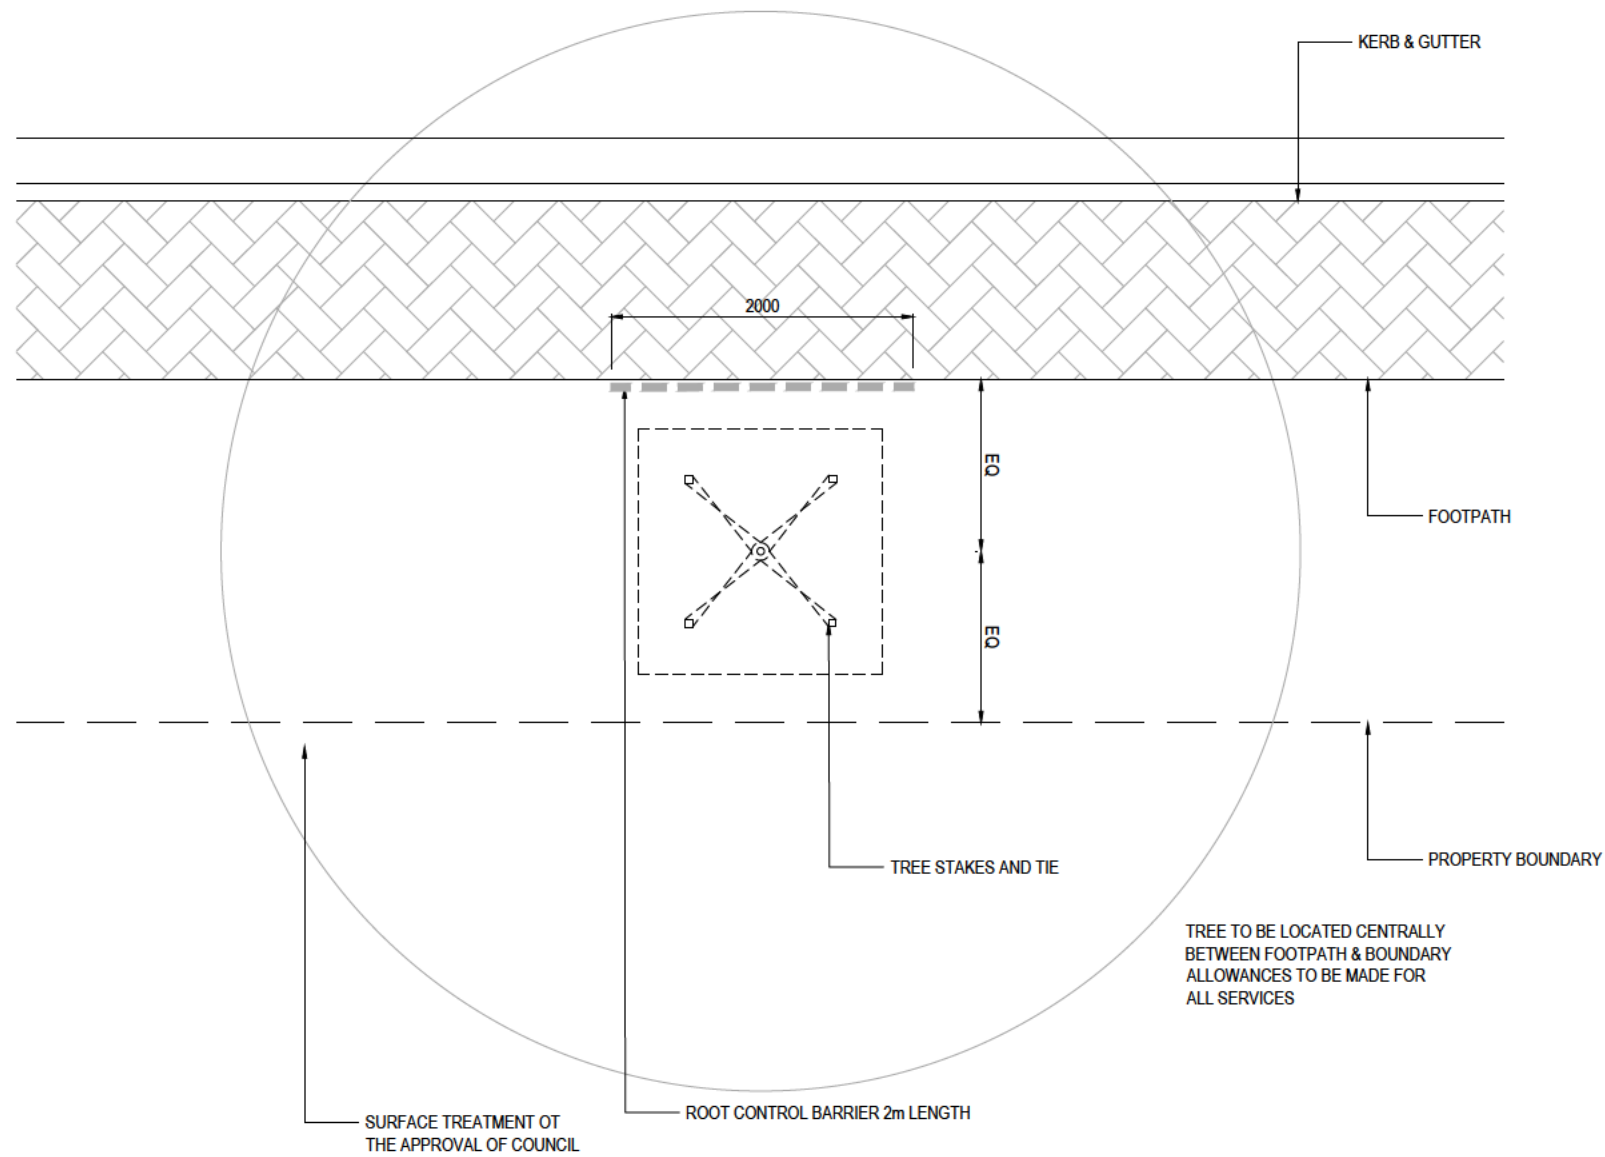 KERB & GUTTER
2000
EQ
FOOTPATH
EQ
TREE STAKES AND TIE
PROPERTY BOUNDARY
TREE TO BE LOCATED CENTRALLY
BETWEEN FOOTPATH & BOUNDARY
ALLOWANCES TO BE MADE FOR
ALL SERVICES
ROOT CONTROL BARRIER 2m LENGTH
SURFACE TREATMENT OT
THE APPROVAL OF COUNCIL